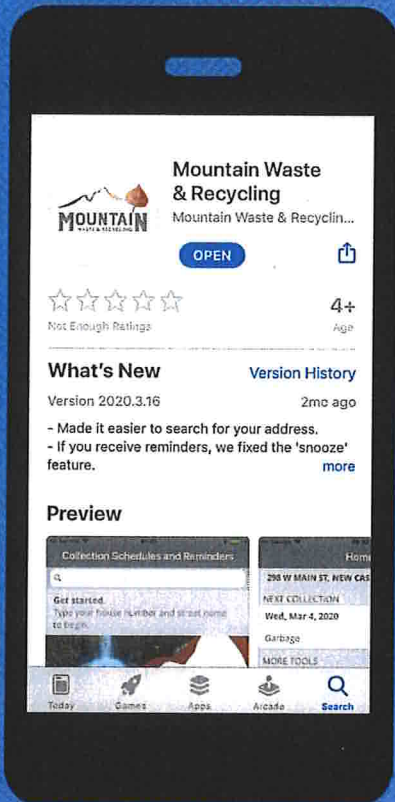 MOUNTAIN
WASTE & RECYCLING
Mountain Waste
& Recycling
Mountain Waste & Recyclin...
OPEN
Not Enough Ratings
4+
Age
What's New
Version History
Version 2020.3.16
2mo ago
- Made it easier to search for your address.
- If you receive reminders, we fixed the 'snooze'
feature.
more
Preview
Collection Schedules and Reminders
Get started
Type your house number and street name
to begin.
Home
298 W MAIN ST, NEW CAS
NEXT COLLECTION
Wed, Mar 4, 2020
Garbage
MORE TOOLS
Today
Games
Apps
Arcade
Search